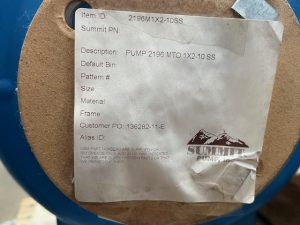 Item ID: 2196M1X2-10SS
Summit PN:
Description: PUMP 2196 MTO 1X2-10 SS
Default Bin:
Pattern #
Size
Material
Frame
Customer PO: 136282-11-E
Alias ID:
SUMMIT
PUMP